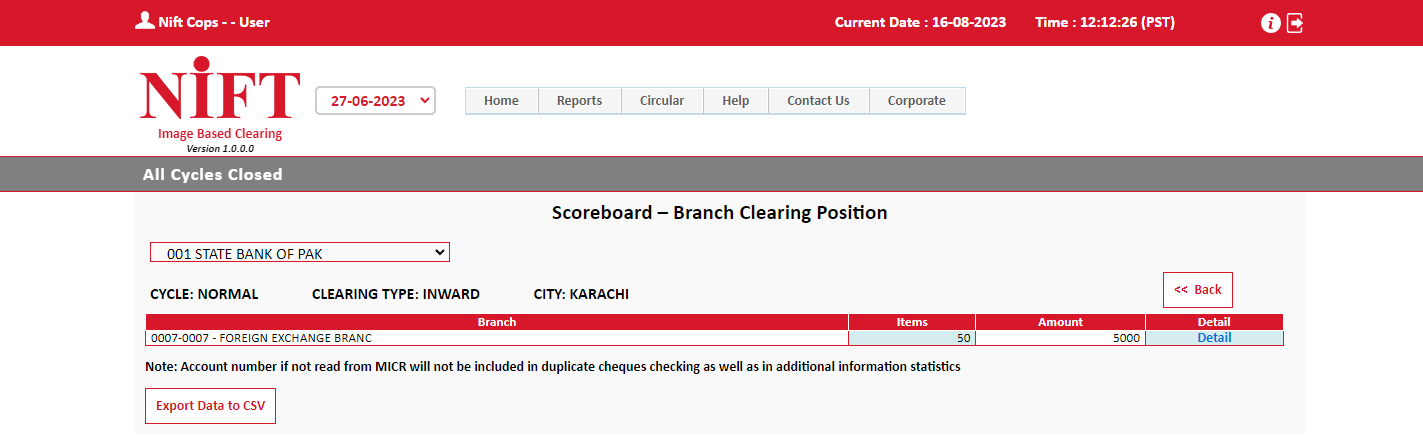 Nift Cops - - User
Current Date : 16-08-2023 Time : 12:12:26 (PST)
NiFT
Image Based Clearing
Version 1.0.0.0
27-06-2023
Home Reports Circular Help Contact Us Corporate
All Cycles Closed
Scoreboard – Branch Clearing Position
001 STATE BANK OF PAK
CYCLE: NORMAL CLEARING TYPE: INWARD CITY: KARACHI
<< Back
Branch Items Amount Detail
0007-0007 - FOREIGN EXCHANGE BRANC 50 5000 Detail
Note: Account number if not read from MICR will not be included in duplicate cheques checking as well as in additional information statistics
Export Data to CSV